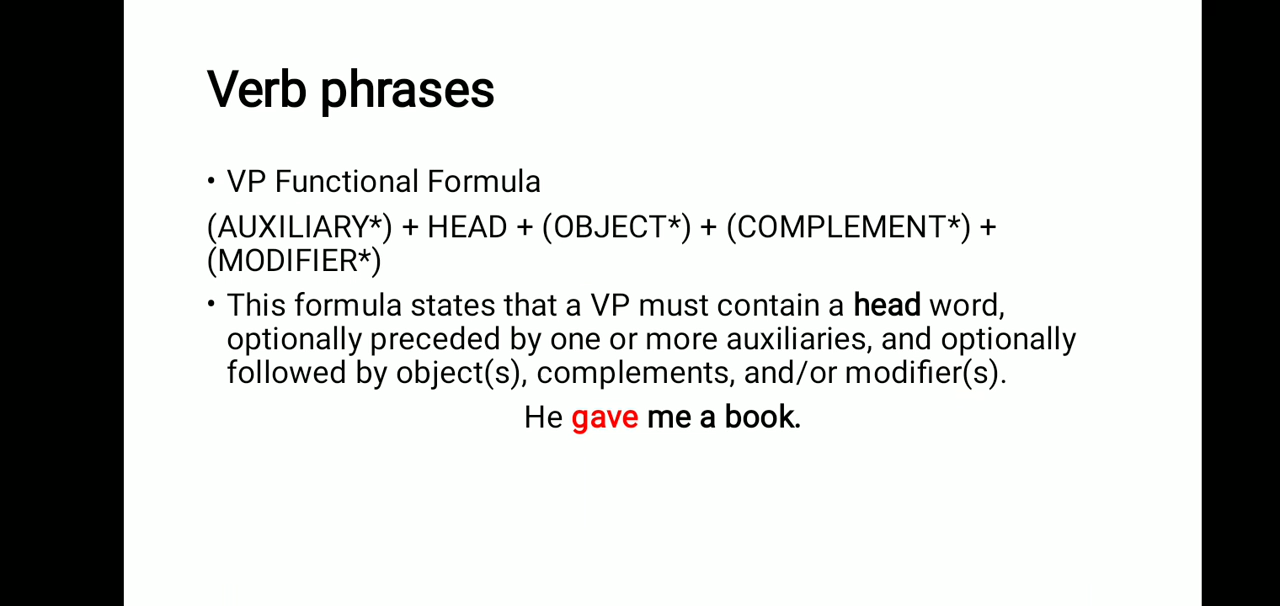 Verb phrases
• VP Functional Formula
(AUXILIARY*) + HEAD + (OBJECT*) + (COMPLEMENT*) +
(MODIFIER*)
• This formula states that a VP must contain a head word,
optionally preceded by one or more auxiliaries, and optionally
followed by object(s), complements, and/or modifier(s).
He gave me a book.